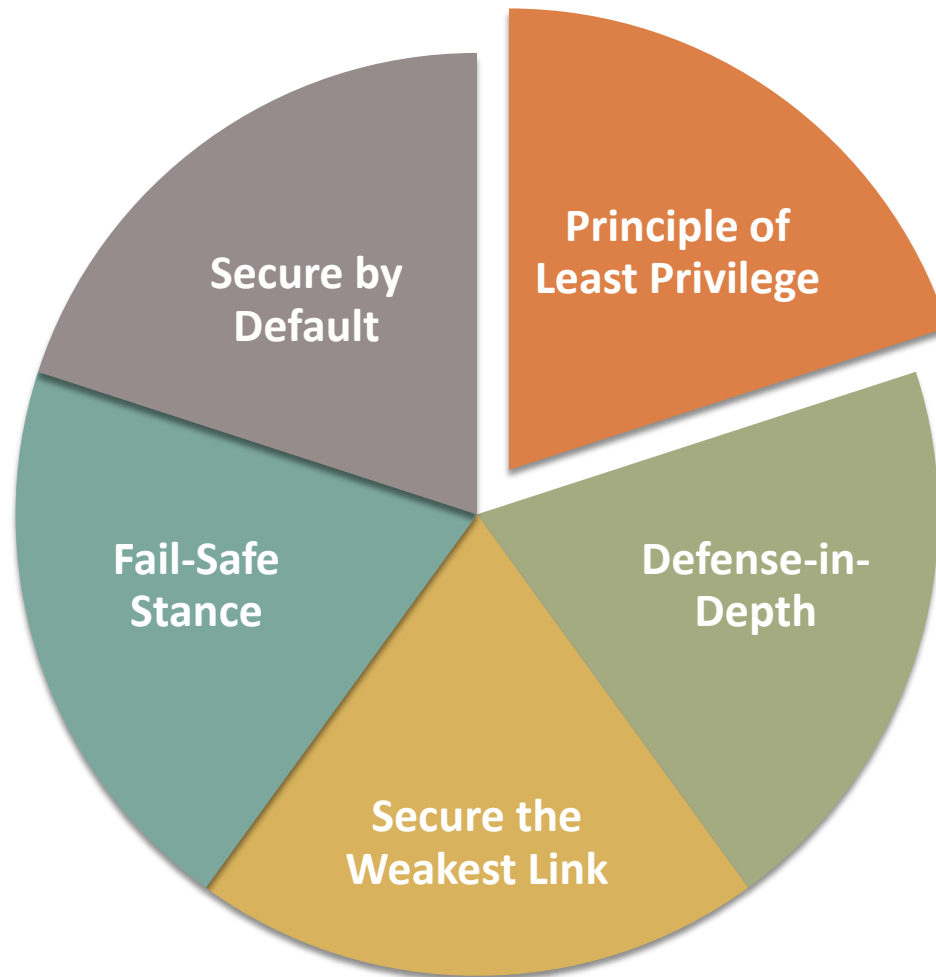 Principle of
Least Privilege
Secure by
Default
Defense-in-
Depth
Fail-Safe
Stance
Secure the
Weakest Link